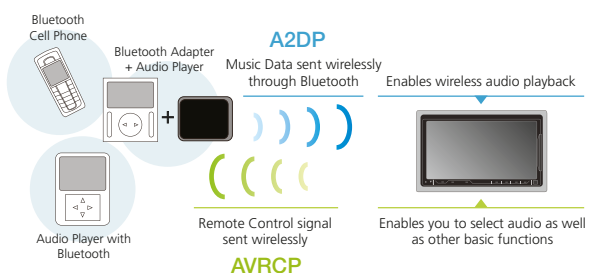 Bluetooth
Cell Phone
Bluetooth Adapter
+ Audio Player
+
Audio Player with
Bluetooth
A2DP
Music Data sent wirelessly
through Bluetooth
Enables wireless audio playback
Remote Control signal
sent wirelessly
AVRCP
Enables you to select audio as well
as other basic functions